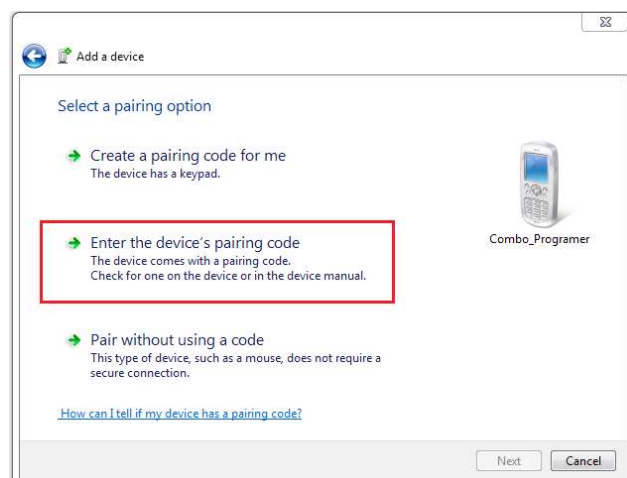 Add a device
Select a pairing option
Create a pairing code for me
The device has a keypad.
Enter the device's pairing code
The device comes with a pairing code.
Check for one on the device or in the device manual.
Combo_Programer
Pair without using a code
This type of device, such as a mouse, does not require a
secure connection.
How can I tell if my device has a pairing code?
Next
Cancel